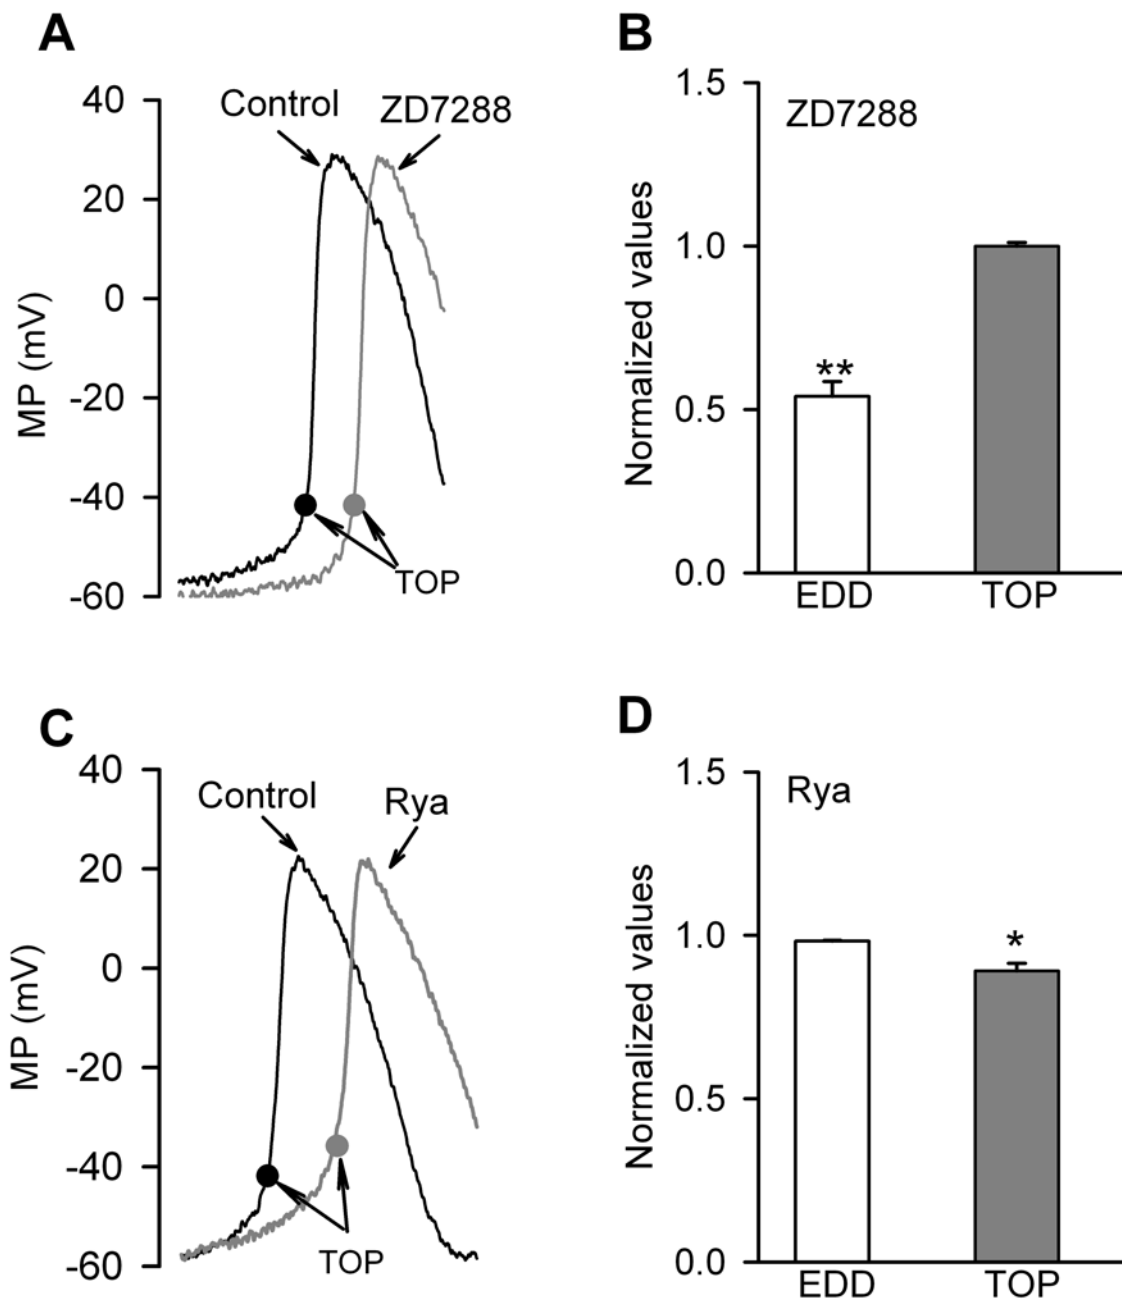 A
Control
ZD7288
MP (mV)
40
20
0
-20
-40
-60
TOP
B
ZD7288
Normalized values
1.5
1.0
0.5
0.0
**
EDD
TOP
C
Control
Rya
MP (mV)
40
20
0
-20
-40
-60
TOP
D
Rya
Normalized values
1.5
1.0
0.5
0.0
*
EDD
TOP